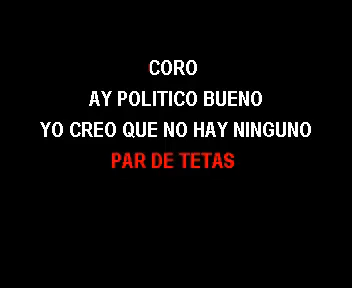 CORO
AY POLITICO BUENO
YO CREO QUE NO HAY NINGUNO
PAR DE TETAS